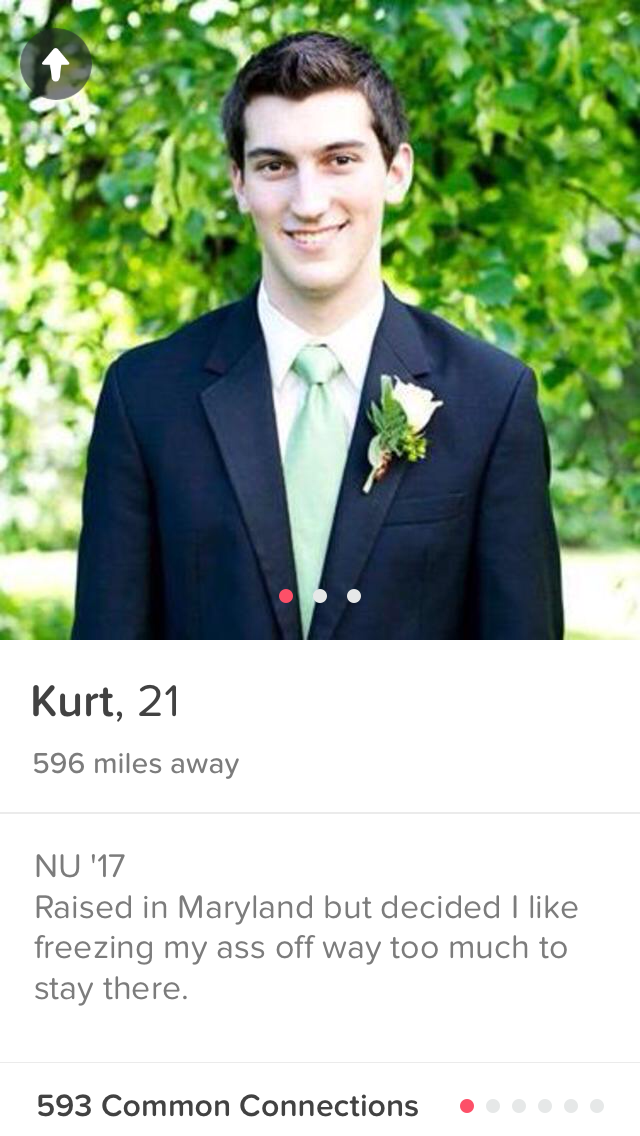 Kurt, 21
596 miles away
NU '17
Raised in Maryland but decided I like
freezing my ass off way too much to
stay there.
593 Common Connections